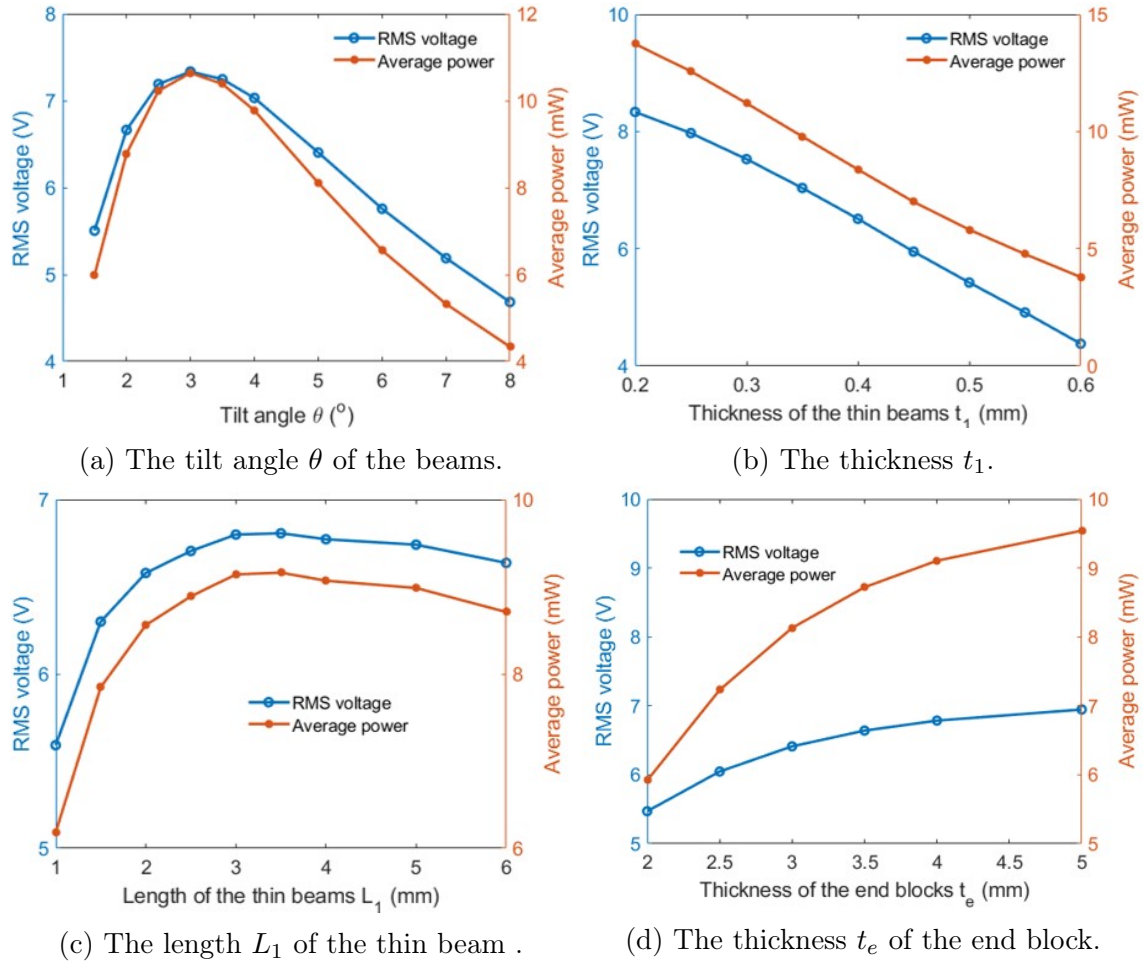 8
7
6
5
4
RMS voltage (V)
RMS voltage
Average power
12
10
8
6
4
Average power (mW)
1 2 3 4 5 6 7 8
Tilt angle θ (°)
(a) The tilt angle θ of the beams.
10
8
6
4
RMS voltage (V)
RMS voltage
Average power
15
10
5
0
Average power (mW)
0.2 0.3 0.4 0.5 0.6
Thickness of the thin beams t₁ (mm)
(b) The thickness t₁.
7
6
5
RMS voltage (V)
RMS voltage
Average power
10
8
6
Average power (mW)
1 2 3 4 5 6
Length of the thin beams L₁ (mm)
(c) The length L₁ of the thin beam .
10
9
8
7
6
5
RMS voltage (V)
RMS voltage
Average power
10
9
8
7
6
5
Average power (mW)
2 2.5 3 3.5 4 4.5 5
Thickness of the end blocks tₑ (mm)
(d) The thickness tₑ of the end block.